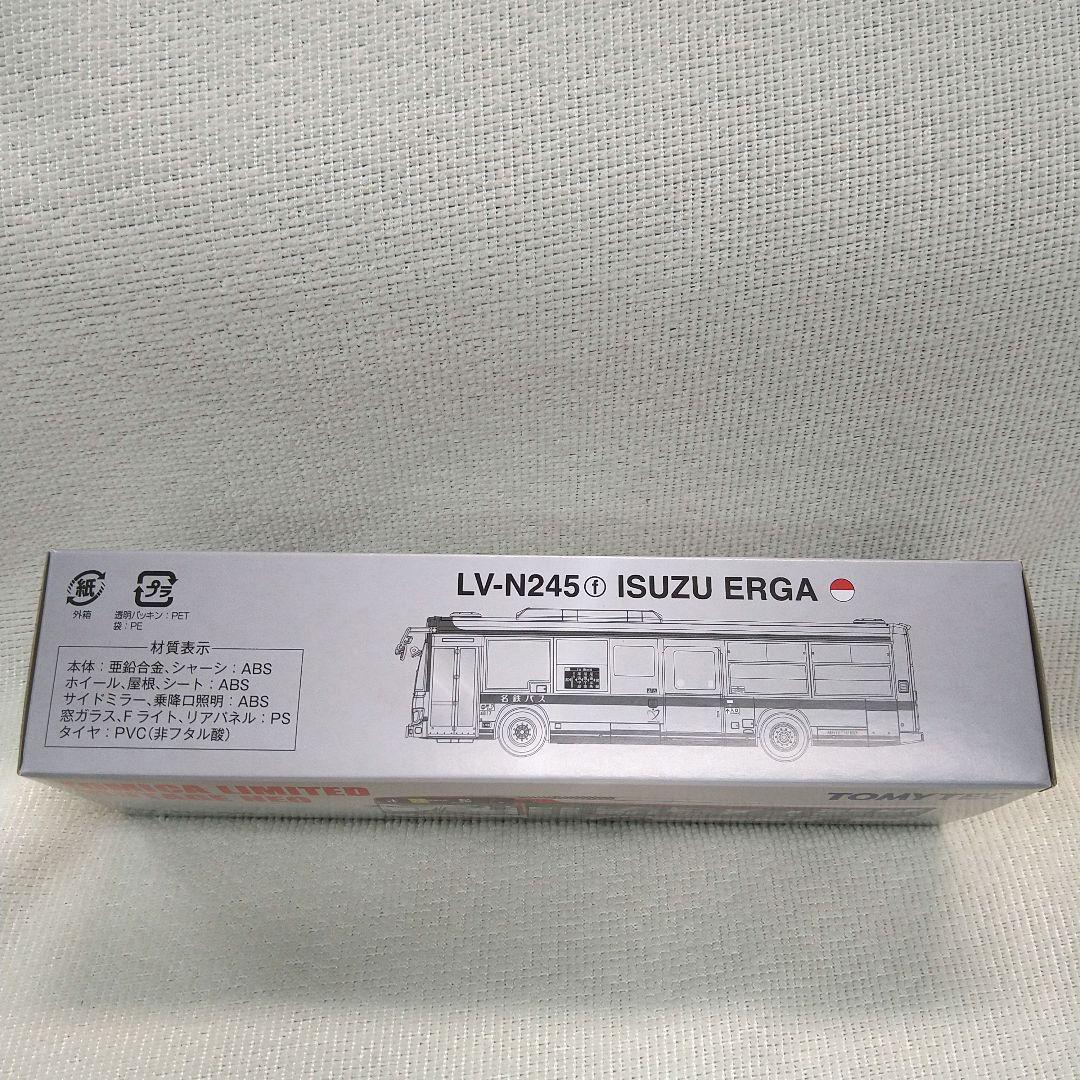 LV-N245ⓕ ISUZU ERGA
紙
外箱
プラ
透明パッキン:PET
袋:PE
材質表示
本体:亜鉛合金、シャーシ:ABS
ホイール、屋根、シート:ABS
サイドミラー、乗降口照明:ABS
窓ガラス、Fライト、リアパネル:PS
タイヤ:PVC(非フタル酸)
名鉄バス
TOMICA LIMITED
NEO